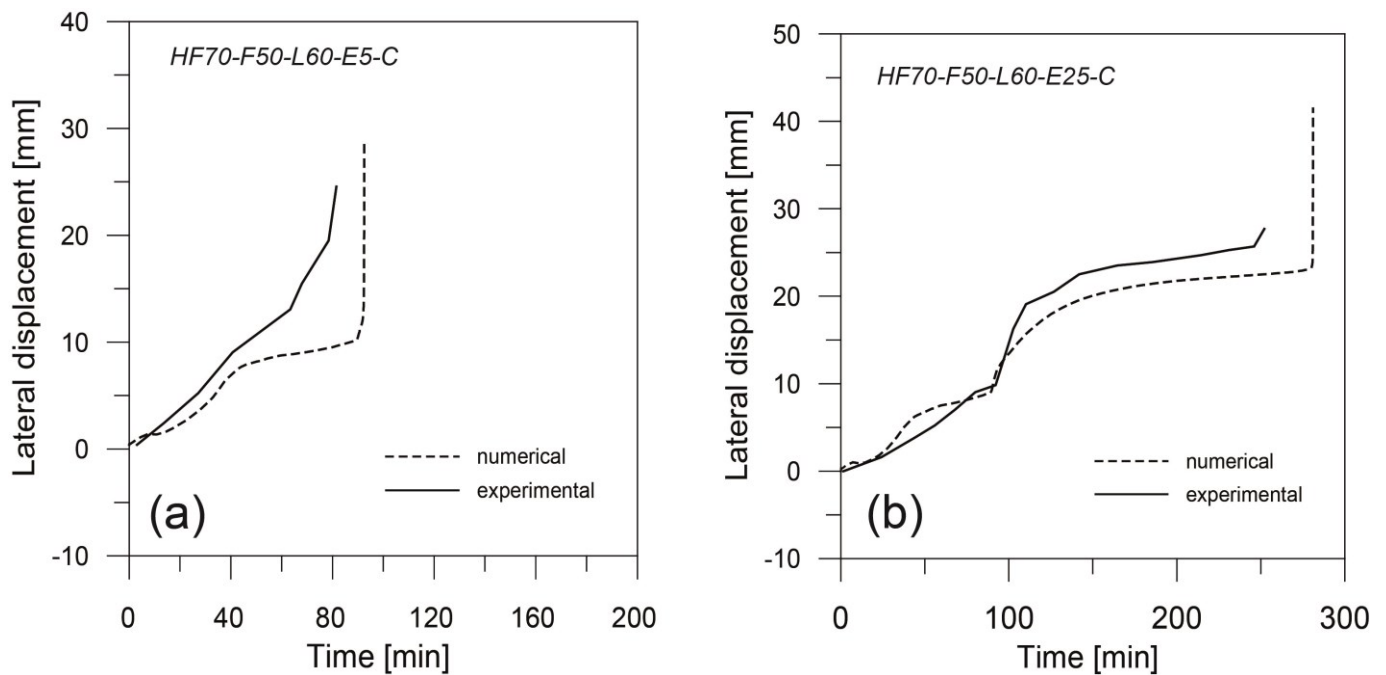 HF70-F50-L60-E5-C
Lateral displacement [mm]
40
30
20
10
0
-10
numerical
experimental
(a)
0 40 80 120 160 200
Time [min]
HF70-F50-L60-E25-C
Lateral displacement [mm]
50
40
30
20
10
0
-10
numerical
experimental
(b)
0 100 200 300
Time [min]